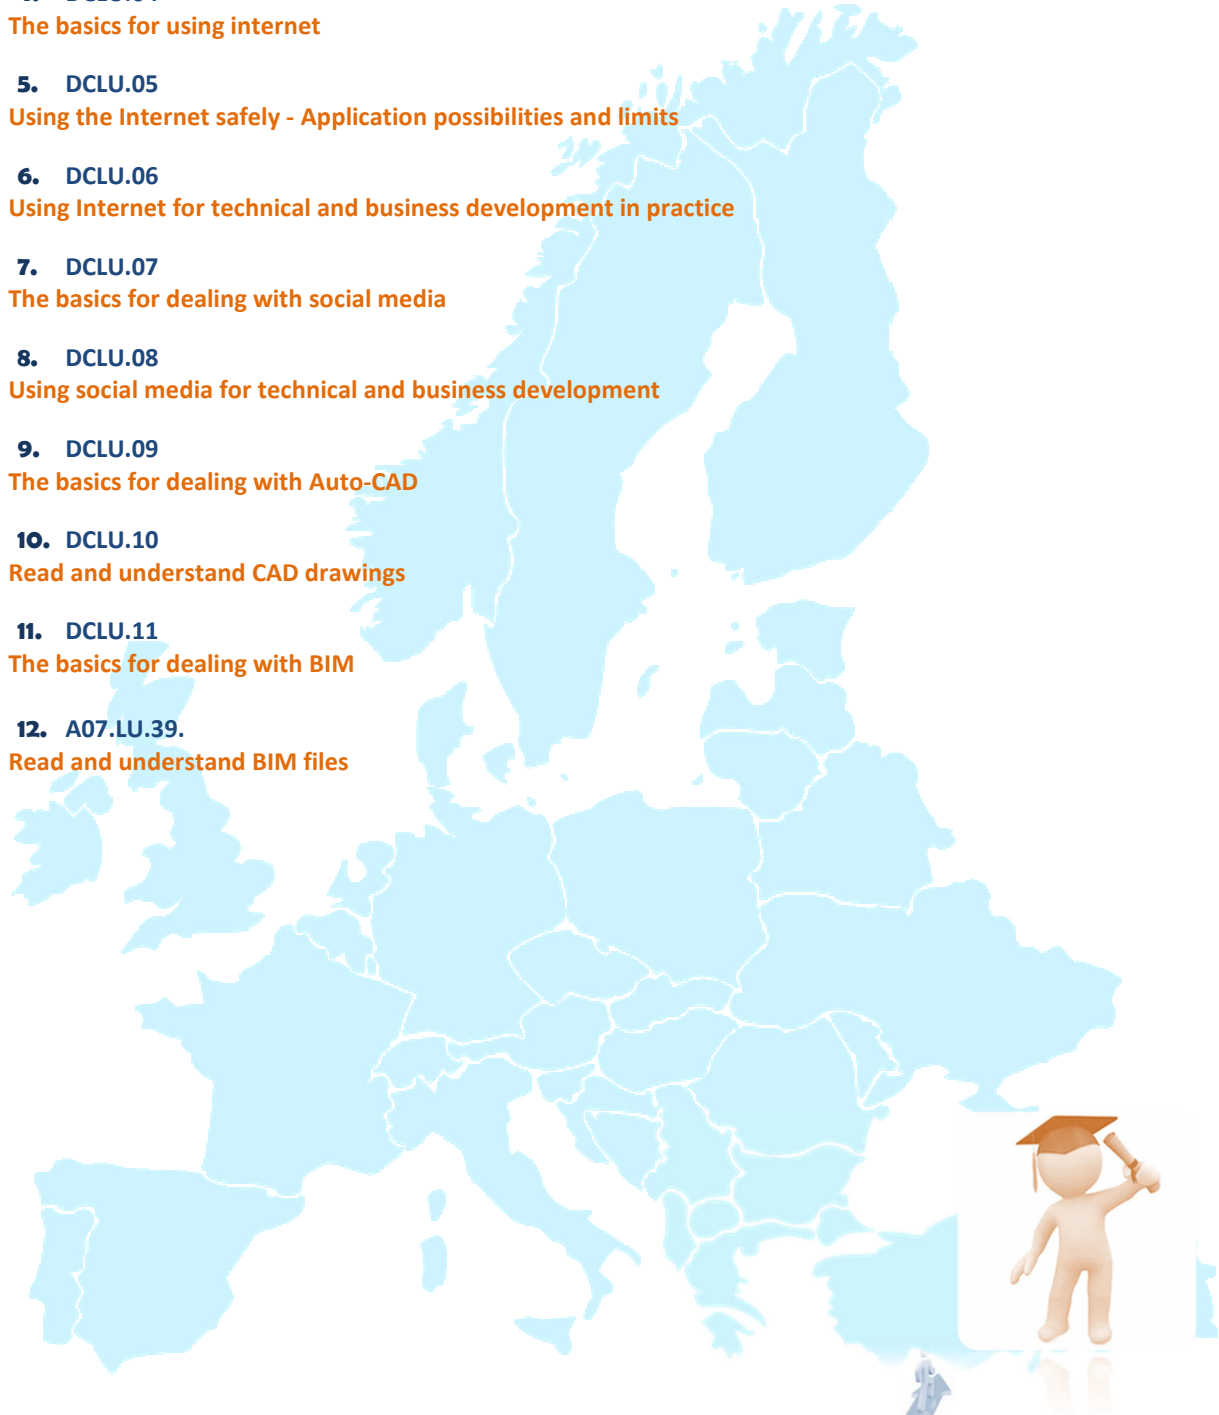 The basics for using internet
5. DCLU.05
Using the Internet safely - Application possibilities and limits
6. DCLU.06
Using Internet for technical and business development in practice
7. DCLU.07
The basics for dealing with social media
8. DCLU.08
Using social media for technical and business development
9. DCLU.09
The basics for dealing with Auto-CAD
10. DCLU.10
Read and understand CAD drawings
11. DCLU.11
The basics for dealing with BIM
12. A07.LU.39.
Read and understand BIM files